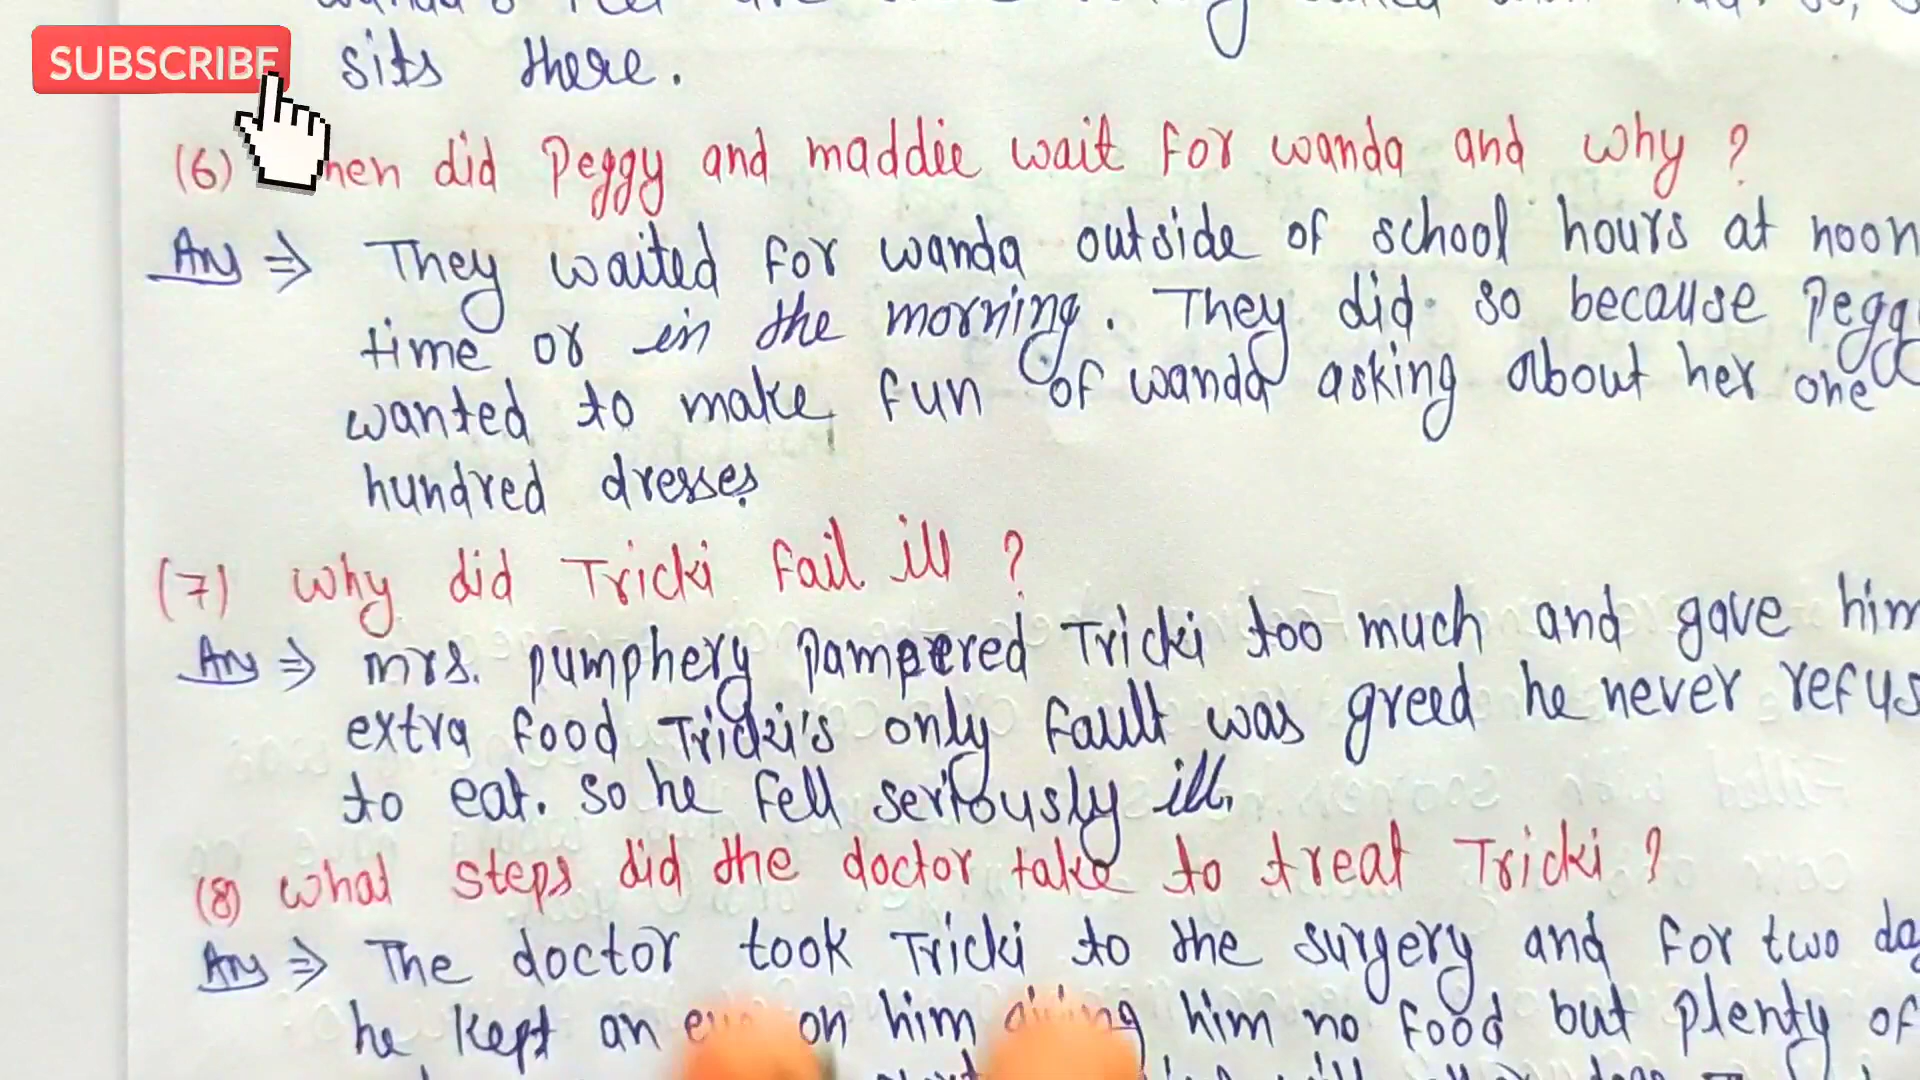 SUBSCRIBE
sits there.
(6) hen did Peggy and maddie wait for wanda and why ?
Ans ⇒ They waited for wanda outside of school hours at noon
time or in the morning. They did so because Pegg
wanted to make fun of wanda asking about her one
hundred dresses.
(7) Why did Tricki fail ill ?
Ans ⇒ mrs. pumphery pampered Tricki too much and gave him
extra food Tricki's only fault was greed he never refus
to eat. so he fell seriously ill.
(8) What steps did the doctor take to treat Tricki ?
Ans ⇒ The doctor took Tricki to the surgery and for two da
he kept an on him giving him no food but plenty of